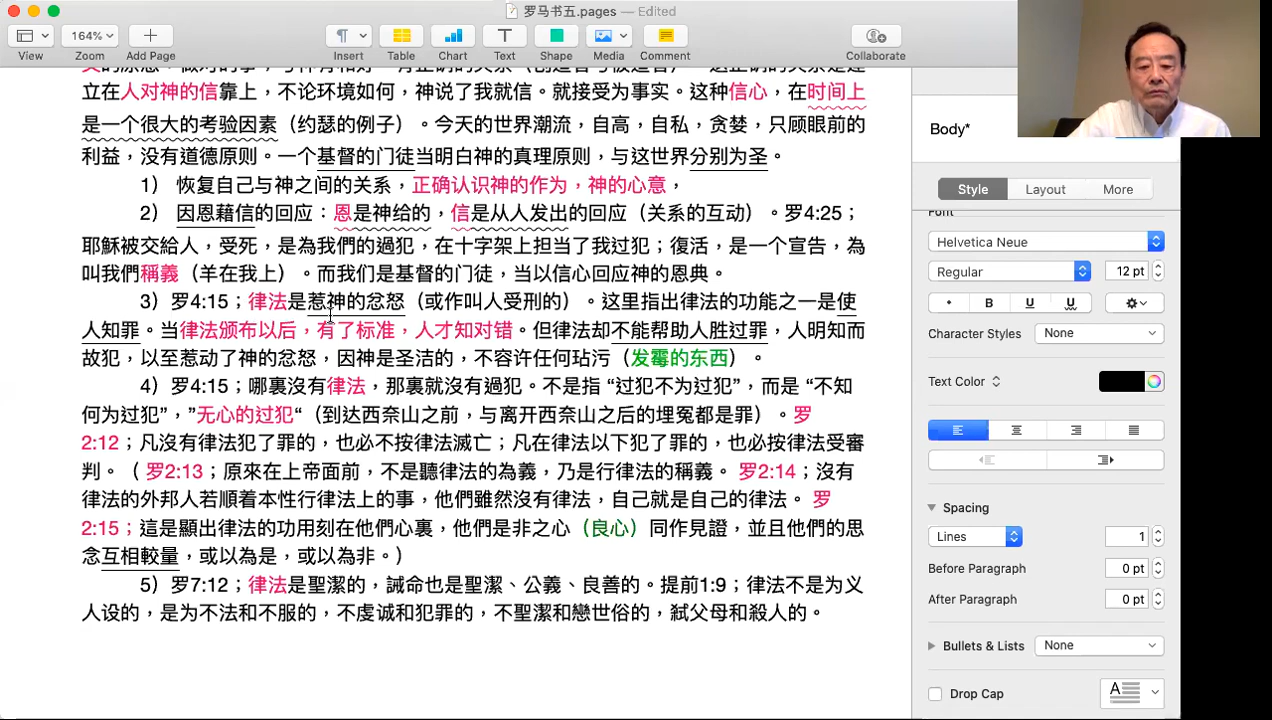 罗马书五.pages — Edited
View
164%
Zoom
Add Page
Insert
Table
Chart
Text
Shape
Media
Comment
Collaborate
立在人对神的信靠上，不论环境如何，神说了我就信。就接受为事实。这种信心，在时间上
是一个很大的考验因素（约瑟的例子）。今天的世界潮流，自高，自私，贪婪，只顾眼前的
利益，没有道德原则。一个基督的门徒当明白神的真理原则，与这世界分别为圣。
1） 恢复自己与神之间的关系，正确认识神的作为，神的心意，
2） 因恩藉信的回应：恩是神给的，信是从人发出的回应（关系的互动）。罗4:25；
耶穌被交給人，受死，是為我們的過犯，在十字架上担当了我过犯；復活，是一个宣告，為
叫我們稱義（羊在我上）。而我们是基督的门徒，当以信心回应神的恩典。
3）罗4:15；律法是惹神的忿怒（或作叫人受刑的）。这里指出律法的功能之一是使
人知罪。当律法颁布以后，有了标准，人才知对错。但律法却不能帮助人胜过罪，人明知而
故犯，以至惹动了神的忿怒，因神是圣洁的，不容许任何玷污（发霉的东西）。
4）罗4:15；哪裏沒有律法，那裏就沒有過犯。不是指 “过犯不为过犯”，而是 “不知
何为过犯”，”无心的过犯“（到达西奈山之前，与离开西奈山之后的埋冤都是罪）。罗
2:12；凡沒有律法犯了罪的，也必不按律法滅亡；凡在律法以下犯了罪的，也必按律法受審
判。（ 罗2:13；原來在上帝面前，不是聽律法的為義，乃是行律法的稱義。 罗2:14；沒有
律法的外邦人若順着本性行律法上的事，他們雖然沒有律法，自己就是自己的律法。 罗
2:15；這是顯出律法的功用刻在他們心裏，他們是非之心（良心）同作見證，並且他們的思
念互相較量，或以為是，或以為非。）
5）罗7:12；律法是聖潔的，誡命也是聖潔、公義、良善的。提前1:9；律法不是为义
人设的，是为不法和不服的，不虔诚和犯罪的，不聖潔和戀世俗的，弒父母和殺人的。
Body*
Style
Layout
More
Font
Helvetica Neue
Regular
12 pt
B
U
U
Character Styles
None
Text Color
Spacing
Lines
1
Before Paragraph
0 pt
After Paragraph
0 pt
Bullets & Lists
None
Drop Cap
A